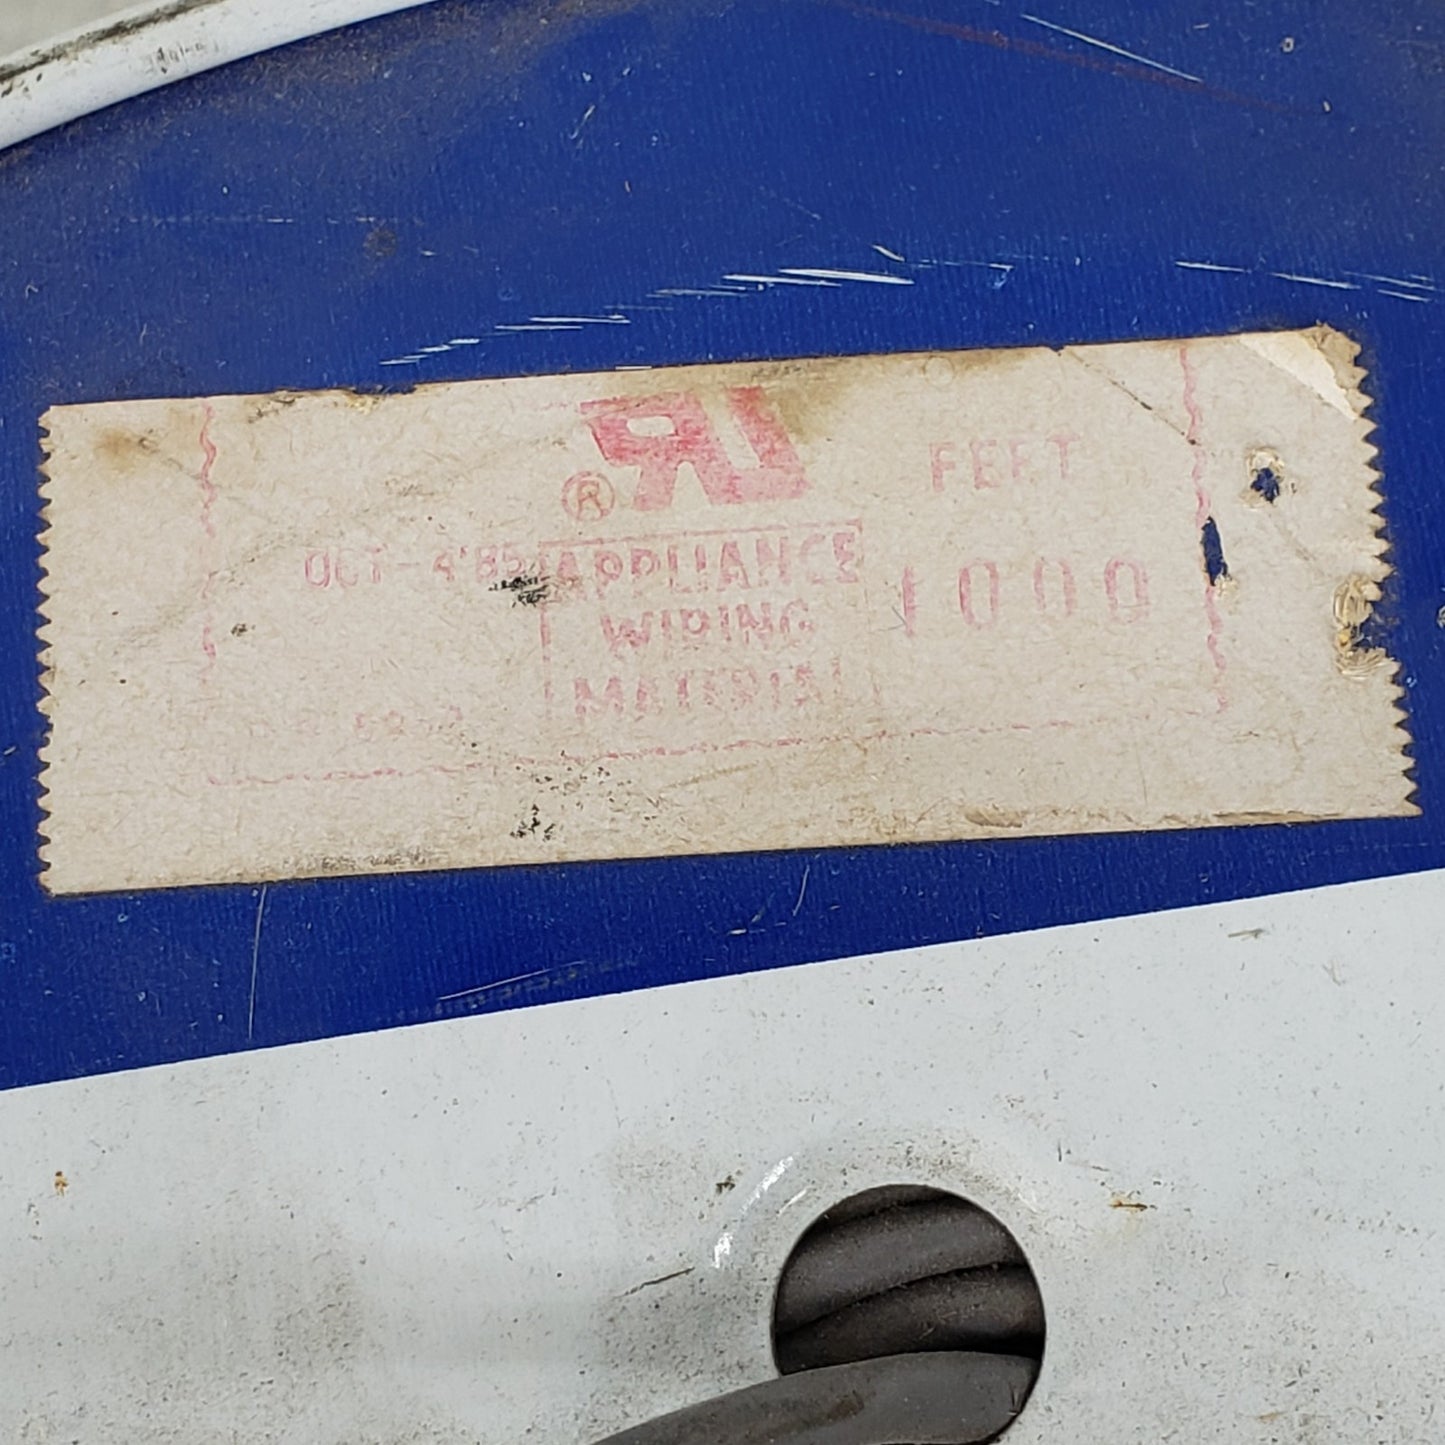 ®
FEET
OCT-4'85
APPLIANCE
1000
WIRING
MATERIAL